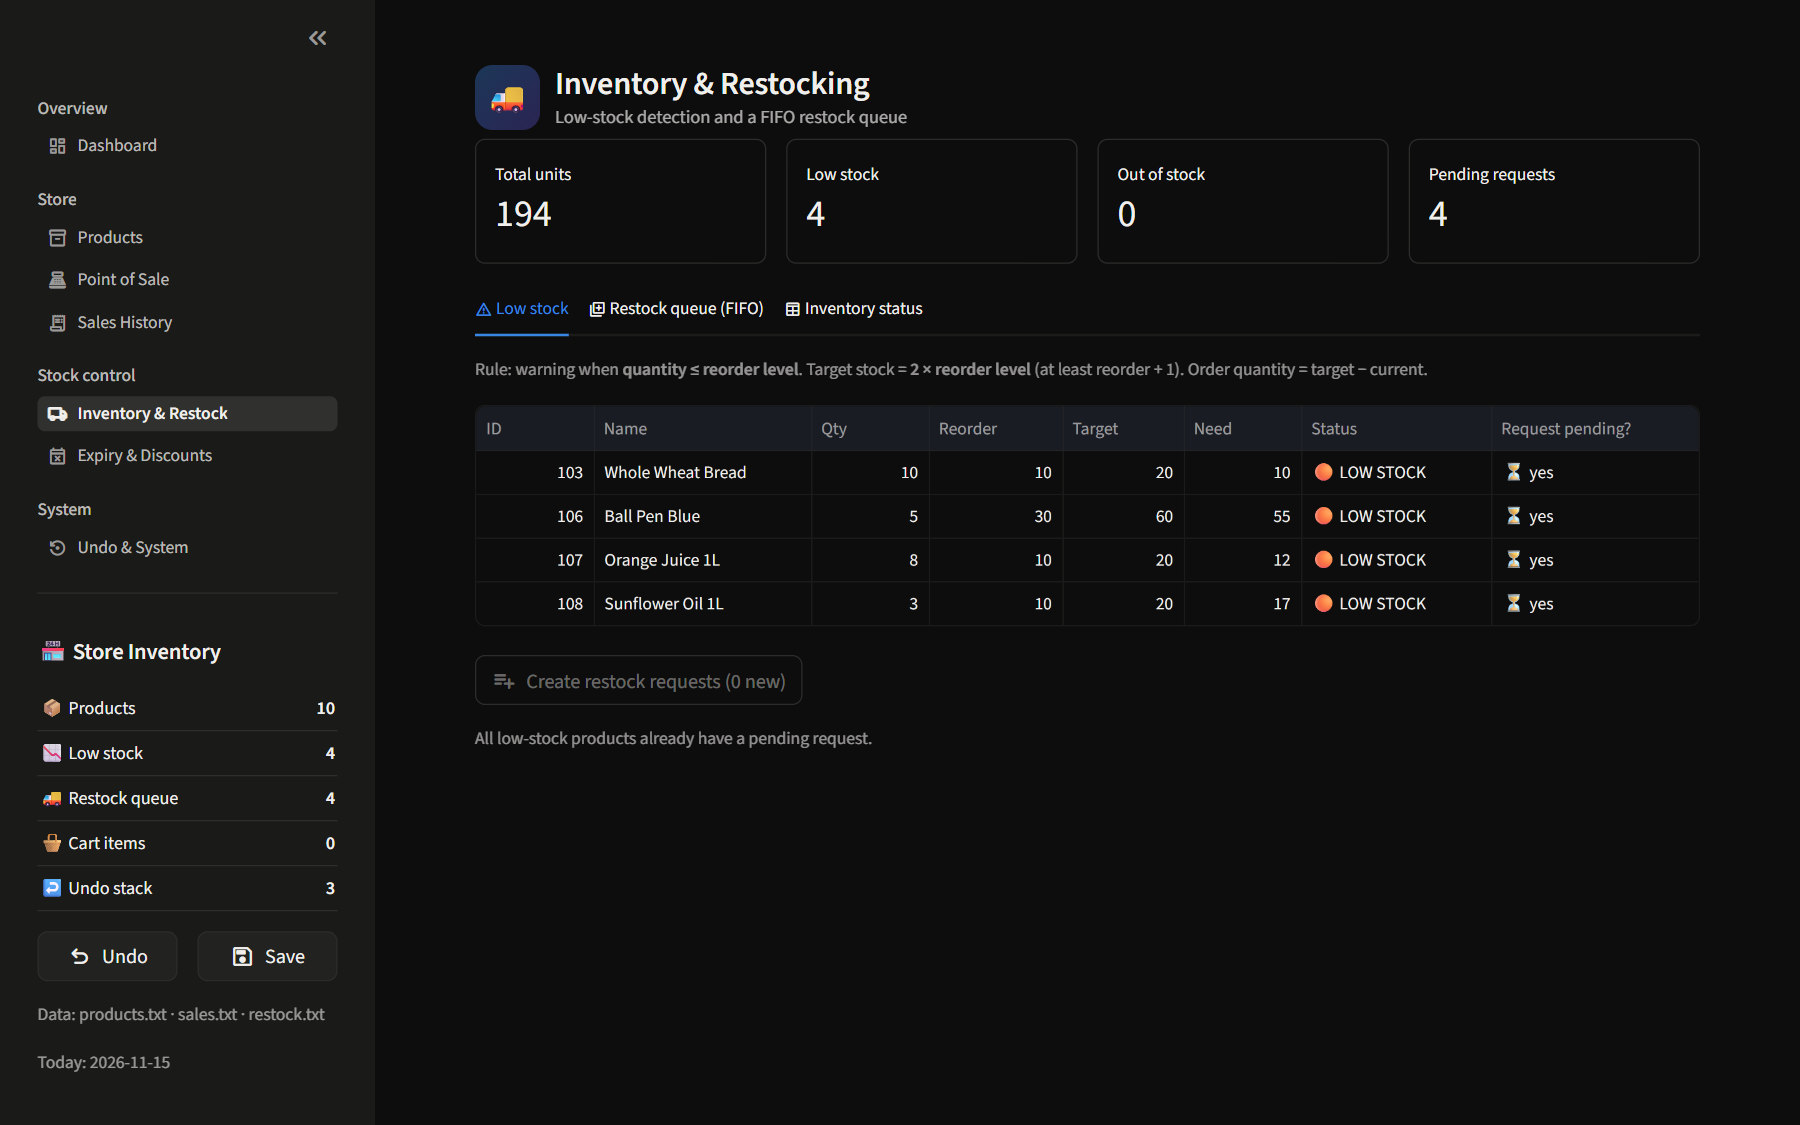 Overview
Dashboard
Store
Products
Point of Sale
Sales History
Stock control
Inventory & Restock
Expiry & Discounts
System
Undo & System
Store Inventory
Products 10
Low stock 4
Restock queue 4
Cart items 0
Undo stack 3
Undo Save
Data: products.txt · sales.txt · restock.txt
Today: 2026-11-15
Inventory & Restocking
Low-stock detection and a FIFO restock queue
Total units Low stock Out of stock Pending requests
194 4 0 4
Low stock Restock queue (FIFO) Inventory status
Rule: warning when quantity ≤ reorder level. Target stock = 2 × reorder level (at least reorder + 1). Order quantity = target − current.
ID Name Qty Reorder Target Need Status Request pending?
103 Whole Wheat Bread 10 10 20 10 LOW STOCK yes
106 Ball Pen Blue 5 30 60 55 LOW STOCK yes
107 Orange Juice 1L 8 10 20 12 LOW STOCK yes
108 Sunflower Oil 1L 3 10 20 17 LOW STOCK yes
Create restock requests (0 new)
All low-stock products already have a pending request.